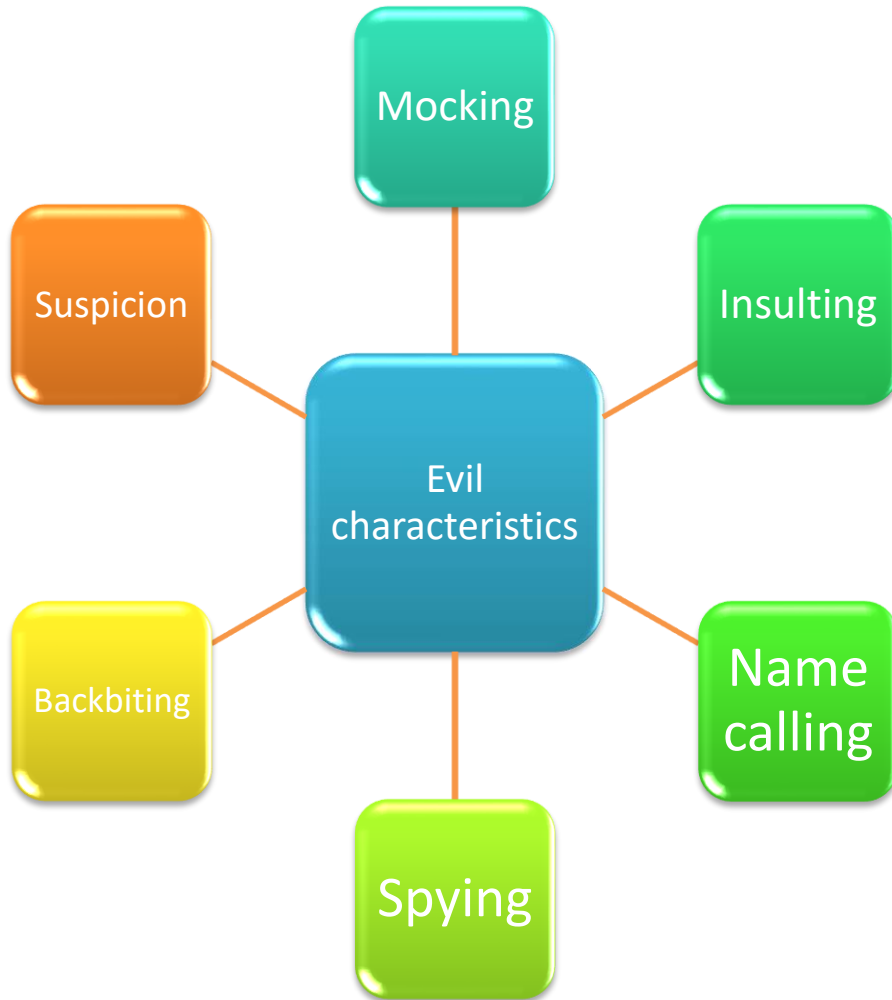 Mocking
Suspicion
Insulting
Evil
characteristics
Backbiting
Name
calling
Spying